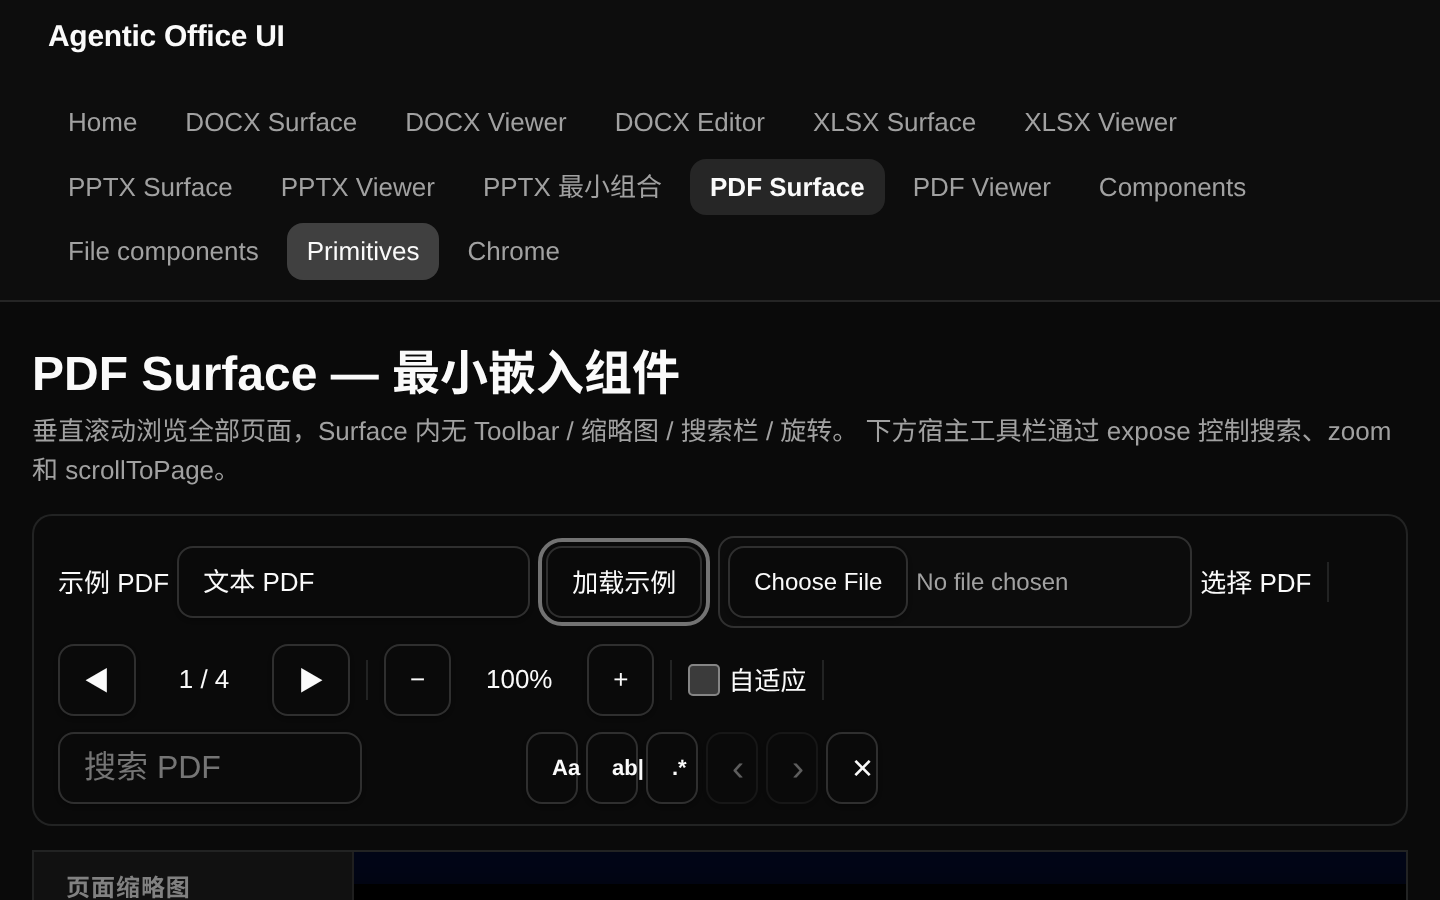 Agentic Office UI
Home DOCX Surface DOCX Viewer DOCX Editor XLSX Surface XLSX Viewer
PPTX Surface PPTX Viewer PPTX 最小组合 PDF Surface PDF Viewer Components
File components Primitives Chrome
PDF Surface — 最小嵌入组件
垂直滚动浏览全部页面，Surface 内无 Toolbar / 缩略图 / 搜索栏 / 旋转。 下方宿主工具栏通过 expose 控制搜索、zoom
和 scrollToPage。
示例 PDF 文本 PDF 加载示例 Choose File No file chosen 选择 PDF
◀ 1 / 4 ▶ − 100% + 自适应
搜索 PDF Aa ab| .* ‹ › ×
页面缩略图